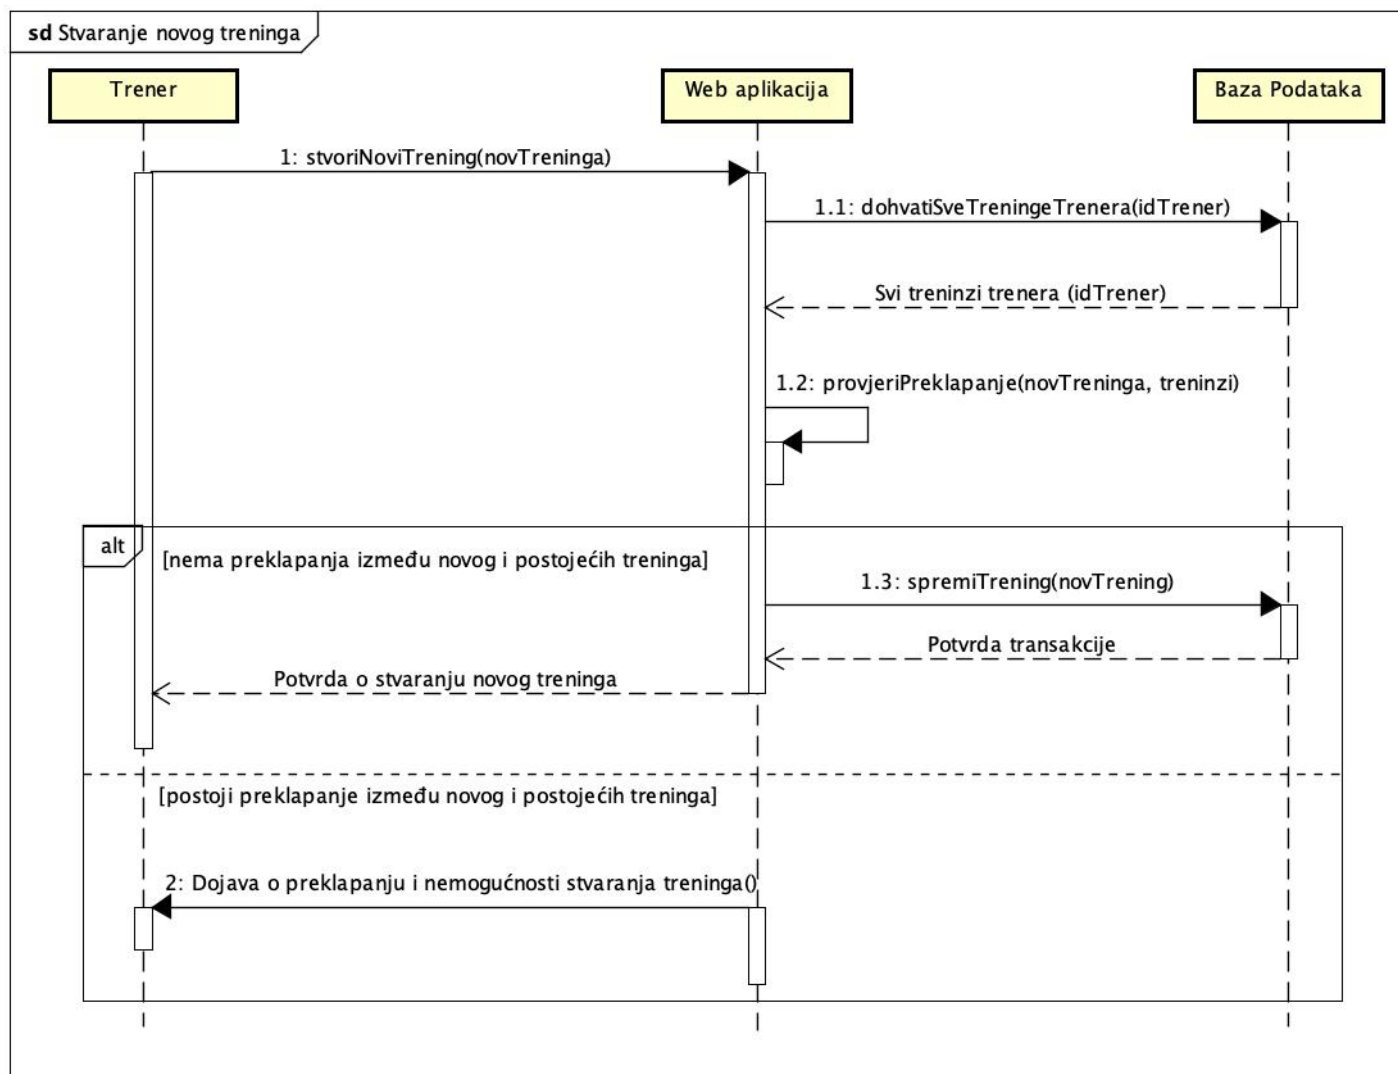 sd Stvaranje novog treninga
Trener
Web aplikacija
Baza Podataka
1: stvoriNoviTrening(novTreninga)
1.1: dohvatiSveTreningeTrenera(idTrener)
Svi treninzi trenera (idTrener)
1.2: provjeriPreklapanje(novTreninga, treninzi)
alt
[nema preklapanja između novog i postojećih treninga]
1.3: spremiTrening(novTrening)
Potvrda transakcije
Potvrda o stvaranju novog treninga
[postoji preklapanje između novog i postojećih treninga]
2: Dojava o preklapanju i nemogućnosti stvaranja treninga()